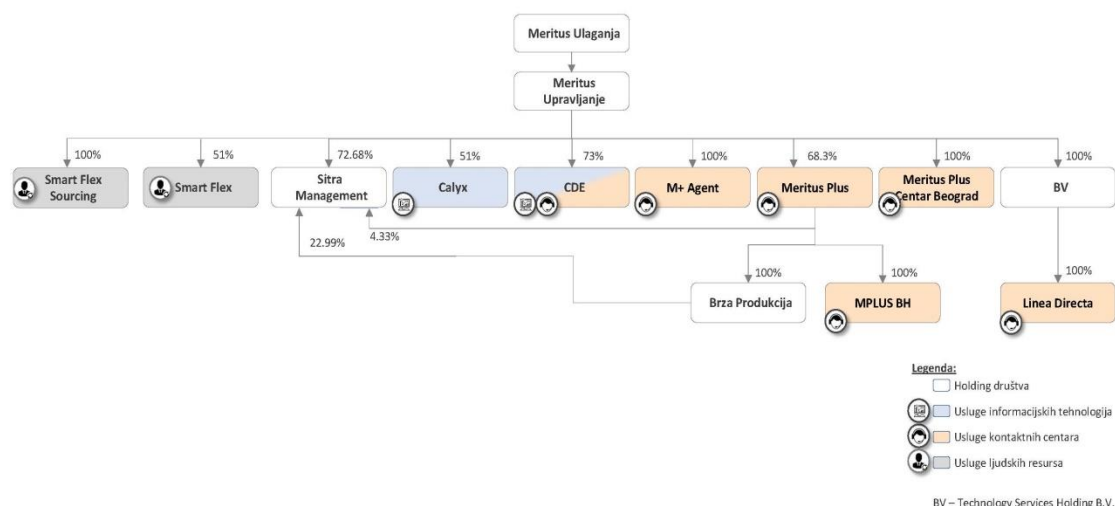 Meritus Ulaganja
Meritus
Upravljanje
100%
51%
72.68%
51%
73%
100%
68.3%
100%
100%
Smart Flex
Sourcing
Smart Flex
Sitra
Management
Calyx
CDE
M+ Agent
Meritus Plus
Meritus Plus
Centar Beograd
BV
22.99%
4.33%
100%
100%
100%
Brza Produkcija
MPLUS BH
Linea Directa
Legenda:
Holding društva
Usluge informacijskih tehnologija
Usluge kontaktnih centara
Usluge ljudskih resursa
BV – Technology Services Holding B.V.